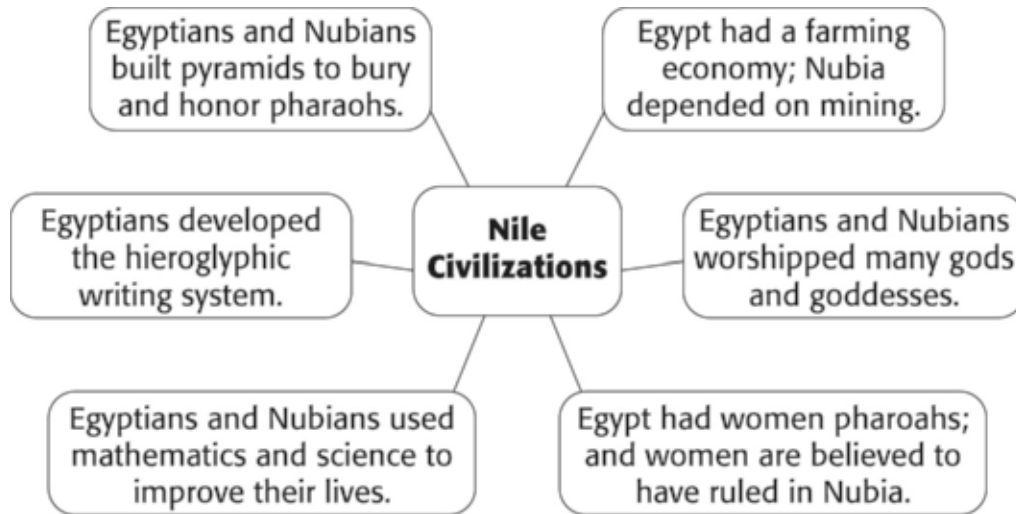 Egyptians and Nubians
built pyramids to bury
and honor pharaohs.
Egypt had a farming
economy; Nubia
depended on mining.
Egyptians developed
the hieroglyphic
writing system.
Nile
Civilizations
Egyptians and Nubians
worshipped many gods
and goddesses.
Egyptians and Nubians used
mathematics and science to
improve their lives.
Egypt had women pharoahs;
and women are believed to
have ruled in Nubia.